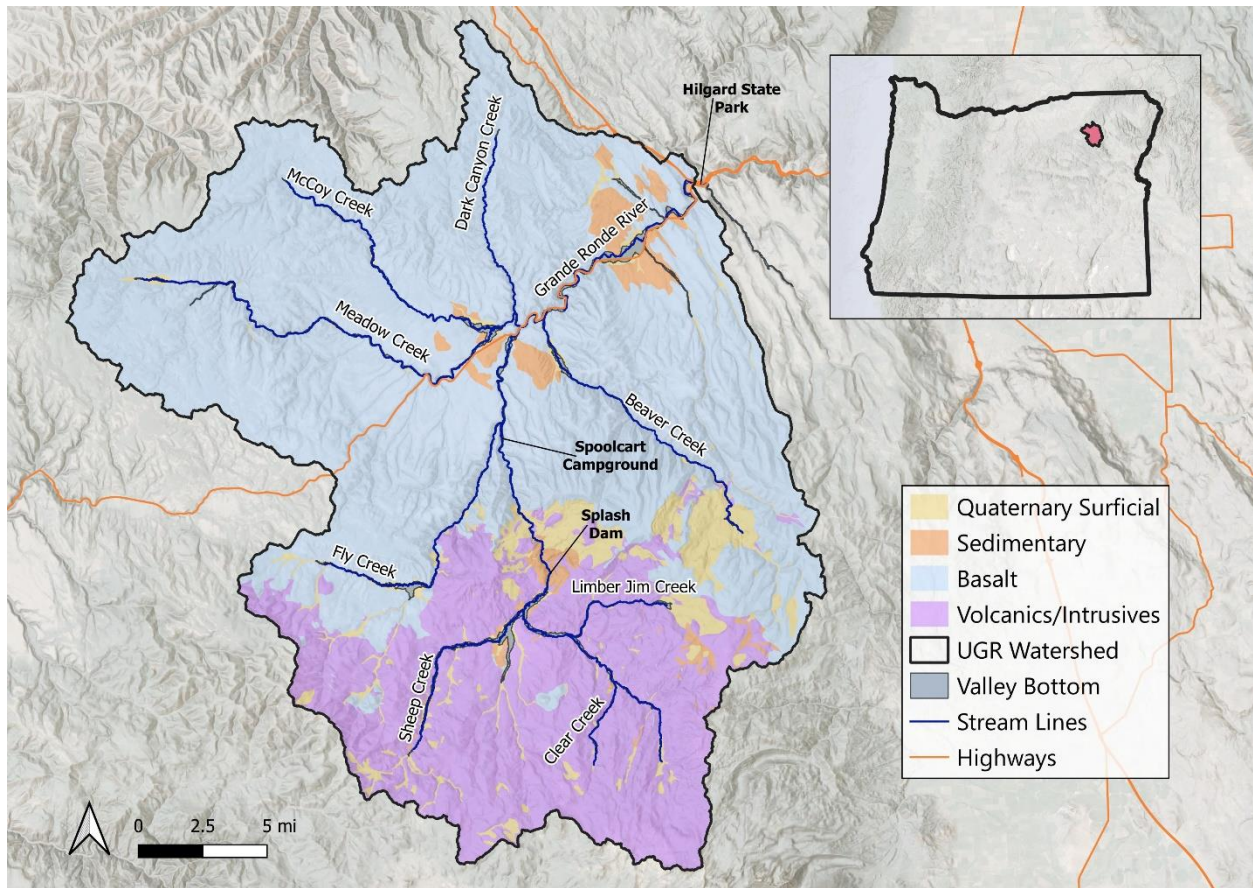 Hilgard State
Park
Dark Canyon Creek
McCoy Creek
Grande Ronde River
Meadow Creek
Beaver Creek
Spoolcart
Campground
Splash
Dam
Fly Creek
Limber Jim Creek
Sheep Creek
Clear Creek
Quaternary Surficial
Sedimentary
Basalt
Volcanics/Intrusives
UGR Watershed
Valley Bottom
Stream Lines
Highways
0 2.5 5 mi